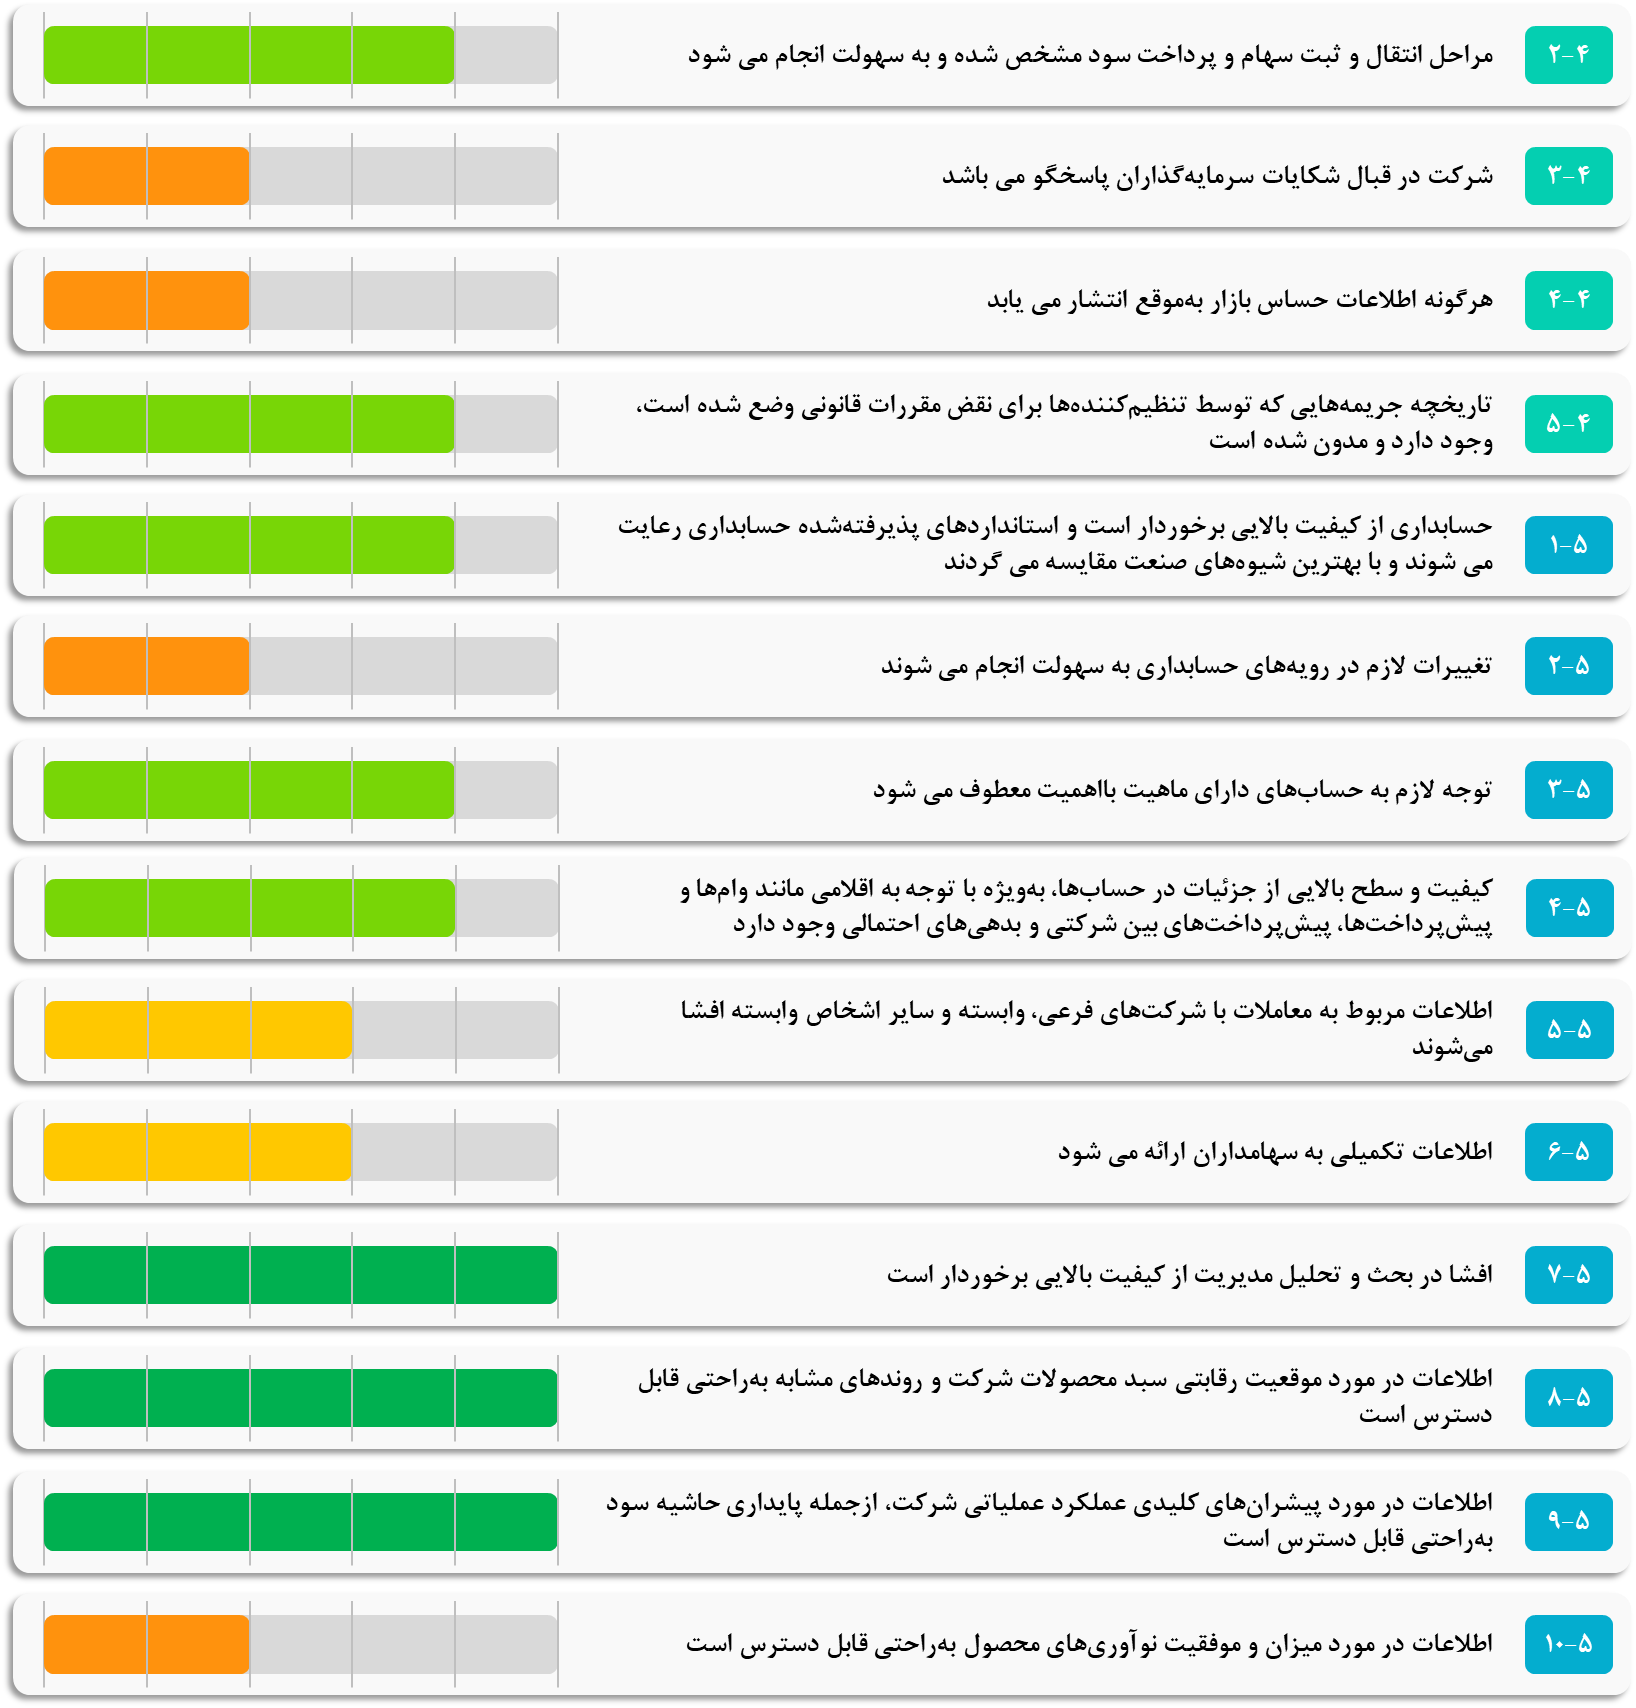 ۴-۲ مراحل انتقال و ثبت سهام و پرداخت سود مشخص شده و به سهولت انجام می شود
۴-۳ شرکت در قبال شکایات سرمایه‌گذاران پاسخگو می باشد
۴-۴ هرگونه اطلاعات حساس بازار به‌موقع انتشار می یابد
۴-۵ تاریخچه جریمه‌هایی که توسط تنظیم‌کننده‌ها برای نقض مقررات قانونی وضع شده است،
وجود دارد و مدون شده است
۵-۱ حسابداری از کیفیت بالایی برخوردار است و استانداردهای پذیرفته‌شده حسابداری رعایت
می شوند و با بهترین شیوه‌های صنعت مقایسه می گردند
۵-۲ تغییرات لازم در رویه‌های حسابداری به سهولت انجام می شوند
۵-۳ توجه لازم به حساب‌های دارای ماهیت بااهمیت معطوف می شود
۵-۴ کیفیت و سطح بالایی از جزئیات در حساب‌ها، به‌ویژه با توجه به اقلامی مانند وام‌ها و
پیش‌پرداخت‌ها، پیش‌پرداخت‌های بین شرکتی و بدهی‌های احتمالی وجود دارد
۵-۵ اطلاعات مربوط به معاملات با شرکت‌های فرعی، وابسته و سایر اشخاص وابسته افشا
می‌شوند
۵-۶ اطلاعات تکمیلی به سهامداران ارائه می شود
۵-۷ افشا در بحث و تحلیل مدیریت از کیفیت بالایی برخوردار است
۵-۸ اطلاعات در مورد موقعیت رقابتی سبد محصولات شرکت و روندهای مشابه به‌راحتی قابل
دسترس است
۵-۹ اطلاعات در مورد پیشران‌های کلیدی عملکرد عملیاتی شرکت، ازجمله پایداری حاشیه سود
به‌راحتی قابل دسترس است
۵-۱۰ اطلاعات در مورد میزان و موفقیت نوآوری‌های محصول به‌راحتی قابل دسترس است